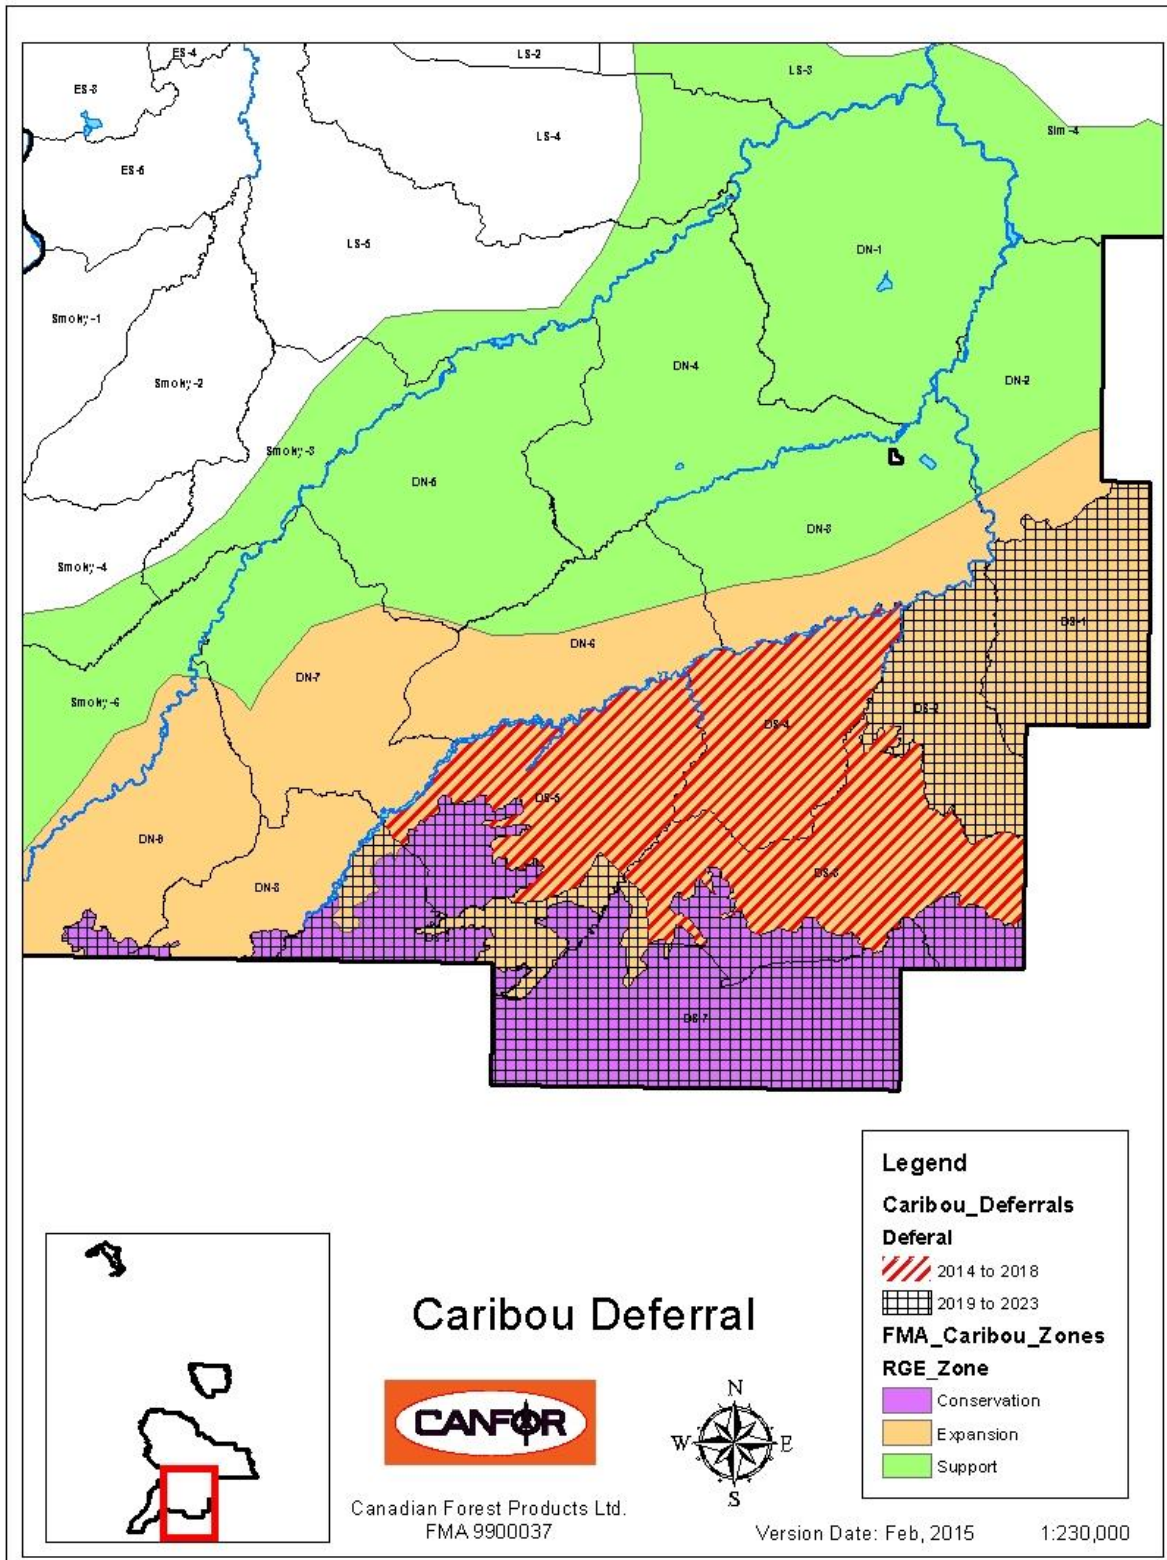 ES-4
LS-2
ES-3
LS-3
LS-4
Sim-4
ES-5
LS-5
DN-1
Smoky-1
Smoky-2
DN-4
DN-2
Smoky-3
DN-5
DN-3
Smoky-4
DS-1
DN-6
DN-7
Smoky-6
DS-2
DS-4
DS-5
DN-9
DS-3
DN-8
DS-7
Legend
Caribou_Deferrals
Deferal
2014 to 2018
2019 to 2023
FMA_Caribou_Zones
RGE_Zone
Conservation
Expansion
Support
Caribou Deferral
CANFOR
N
W E
S
Canadian Forest Products Ltd.
FMA 9900037
Version Date: Feb, 2015 1:230,000